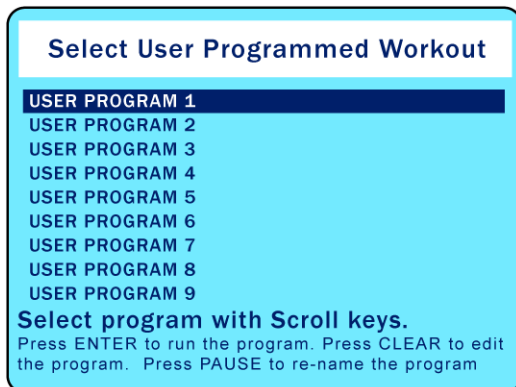 Select User Programmed Workout
USER PROGRAM 1
USER PROGRAM 2
USER PROGRAM 3
USER PROGRAM 4
USER PROGRAM 5
USER PROGRAM 6
USER PROGRAM 7
USER PROGRAM 8
USER PROGRAM 9
Select program with Scroll keys.
Press ENTER to run the program. Press CLEAR to edit
the program. Press PAUSE to re-name the program